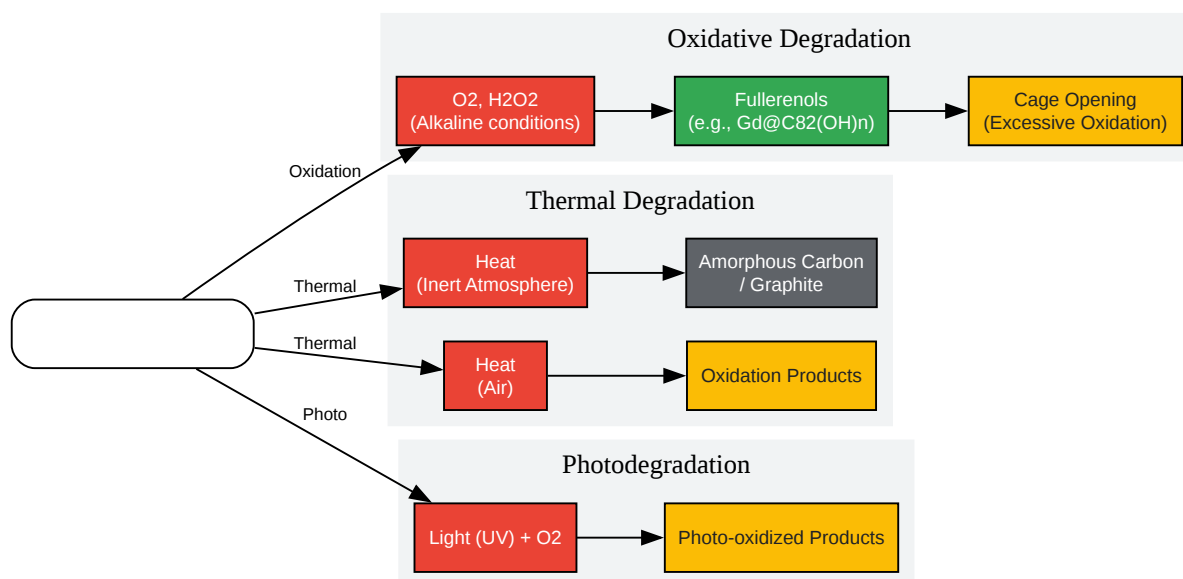 Oxidative Degradation
O2, H2O2
(Alkaline conditions)
Fullerenols
(e.g., Gd@C82(OH)n)
Cage Opening
(Excessive Oxidation)
Oxidation
Thermal Degradation
Heat
(Inert Atmosphere)
Amorphous Carbon
/ Graphite
Thermal
Thermal
Heat
(Air)
Oxidation Products
Photo
Photodegradation
Light (UV) + O2
Photo-oxidized Products